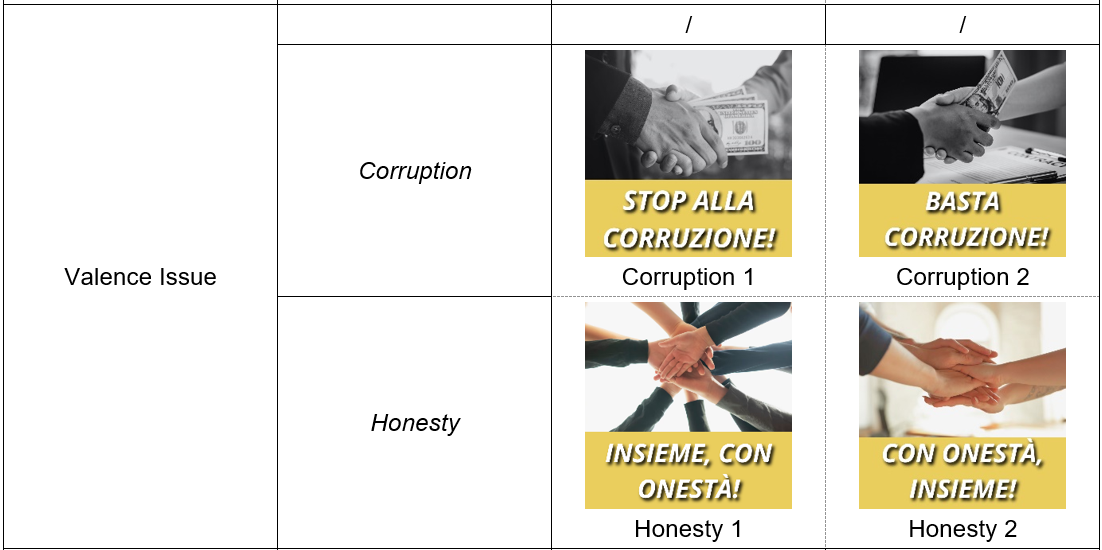 /
/
Valence Issue
Corruption
STOP ALLA
CORRUZIONE!
Corruption 1
BASTA
CORRUZIONE!
Corruption 2
Honesty
INSIEME, CON
ONESTÀ!
Honesty 1
CON ONESTÀ,
INSIEME!
Honesty 2